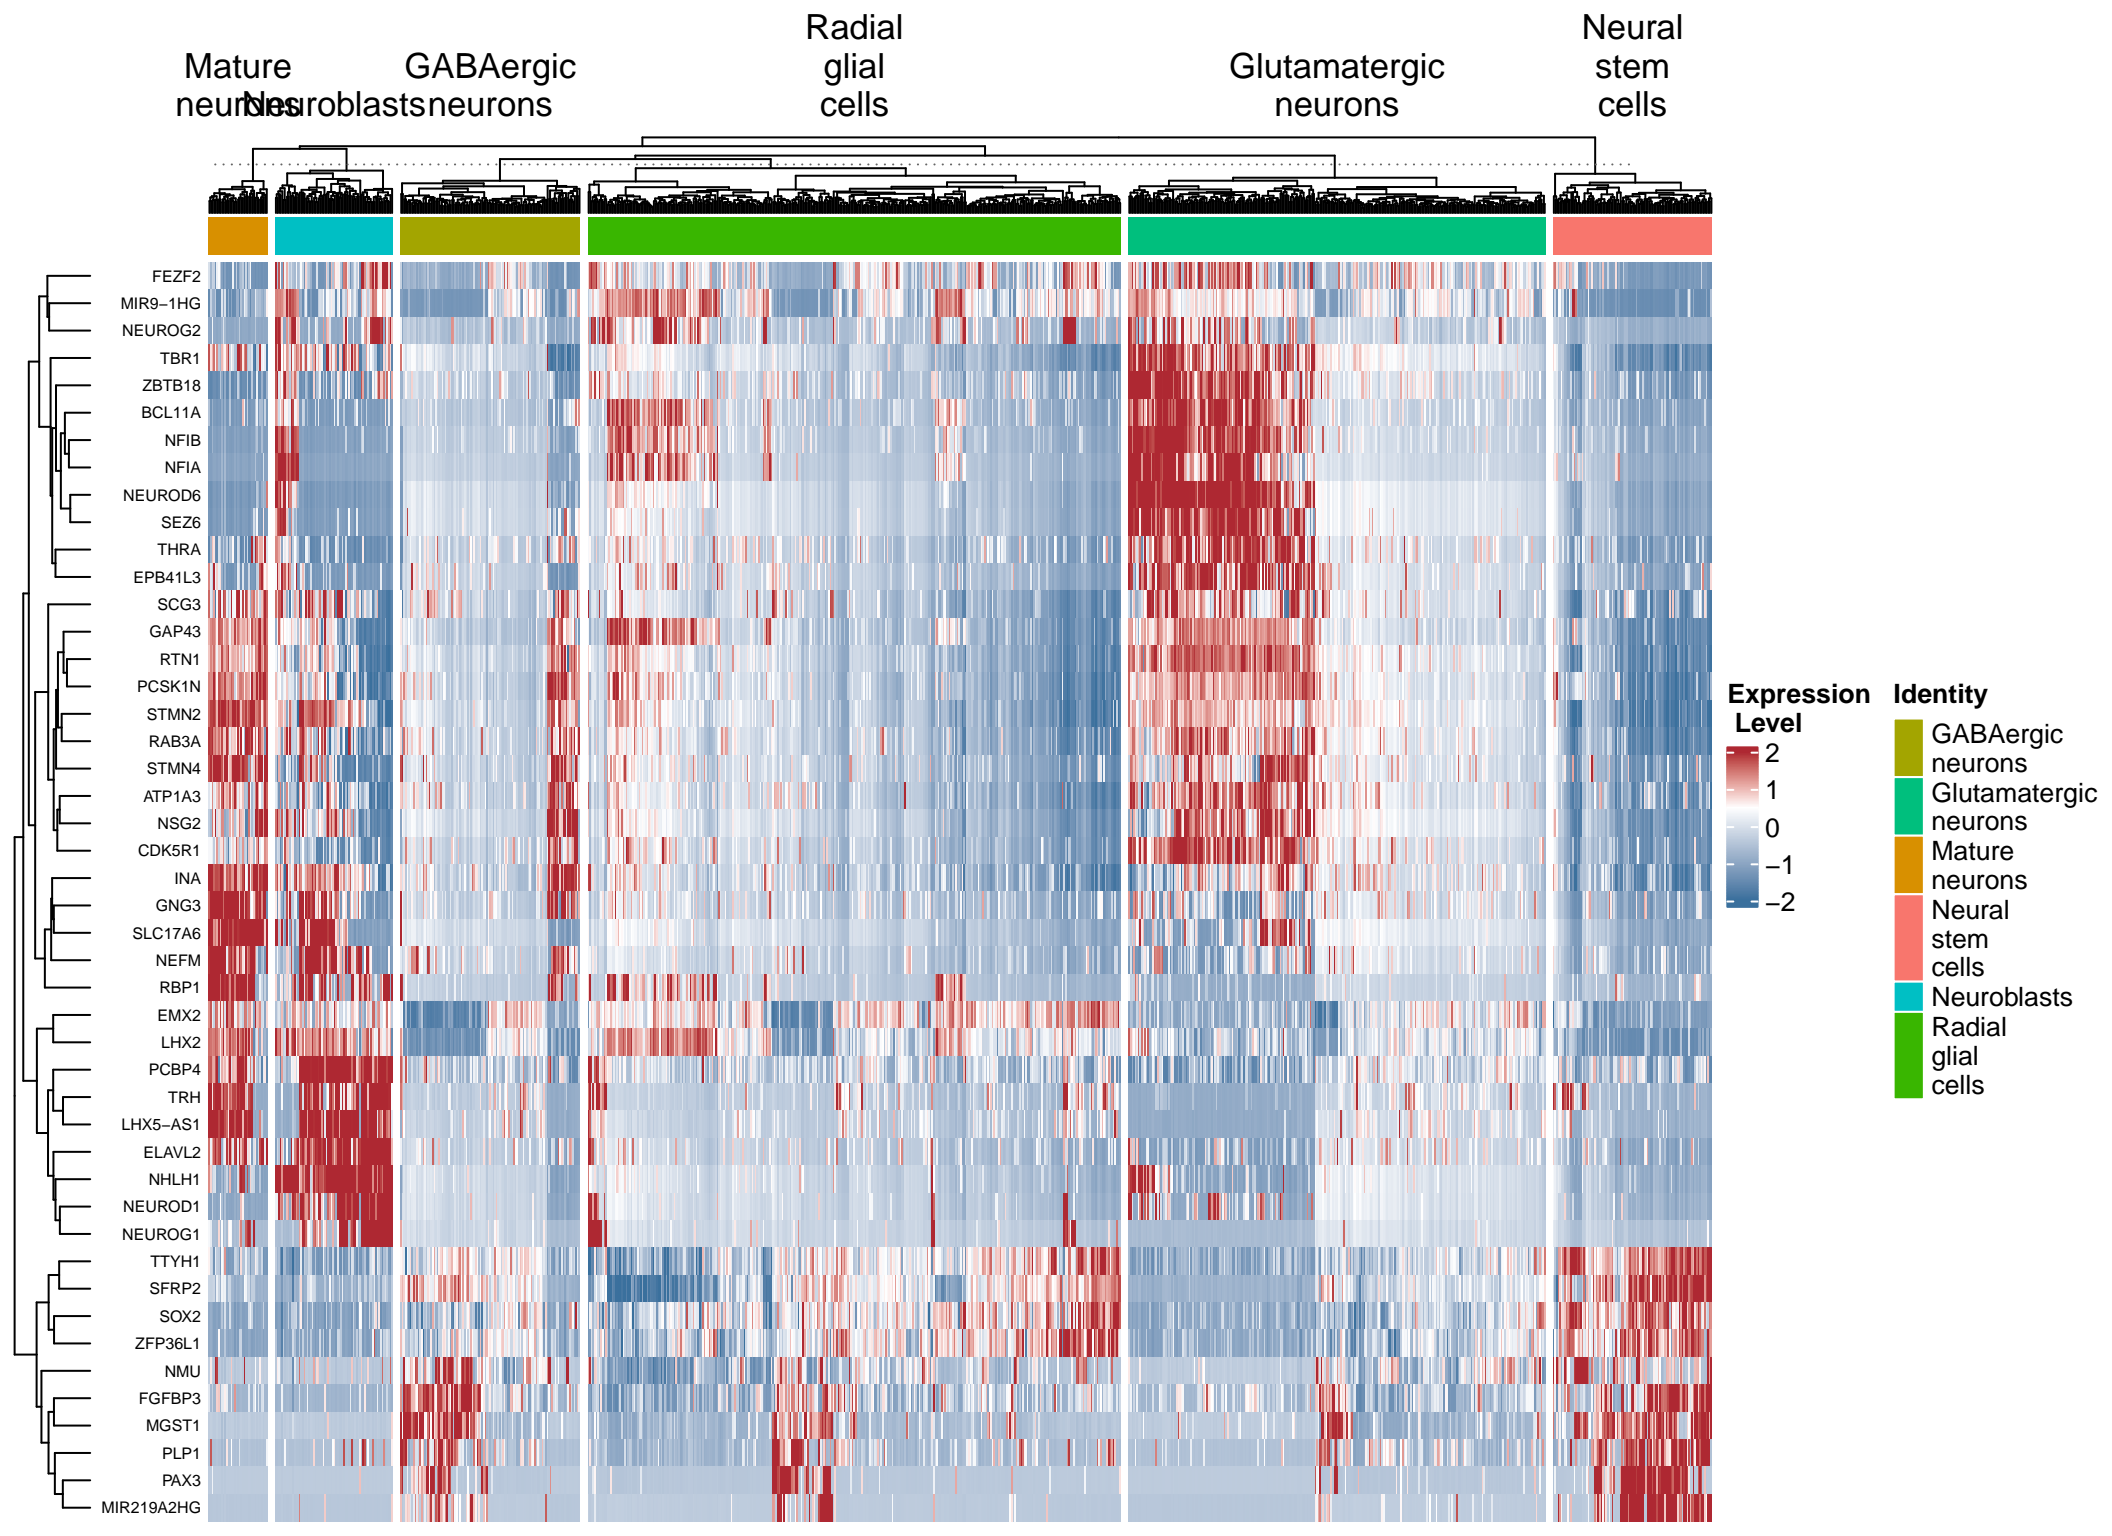 Radial
Neural
Mature
GABAergic
glial
Glutamatergic
stem
neurons
Neuroblasts
neurons
cells
neurons
cells
FEZF2
MIR9−1HG
NEUROG2
TBR1
ZBTB18
BCL11A
NFIB
NFIA
NEUROD6
SEZ6
THRA
EPB41L3
SCG3
GAP43
RTN1
PCSK1N
STMN2
RAB3A
STMN4
ATP1A3
NSG2
CDK5R1
INA
GNG3
SLC17A6
NEFM
RBP1
EMX2
LHX2
PCBP4
TRH
LHX5−AS1
ELAVL2
NHLH1
NEUROD1
NEUROG1
TTYH1
SFRP2
SOX2
ZFP36L1
NMU
FGFBP3
MGST1
PLP1
PAX3
MIR219A2HG
Expression
Level
2
1
0
−1
−2
Identity
GABAergic
neurons
Glutamatergic
neurons
Mature
neurons
Neural
stem
cells
Neuroblasts
Radial
glial
cells